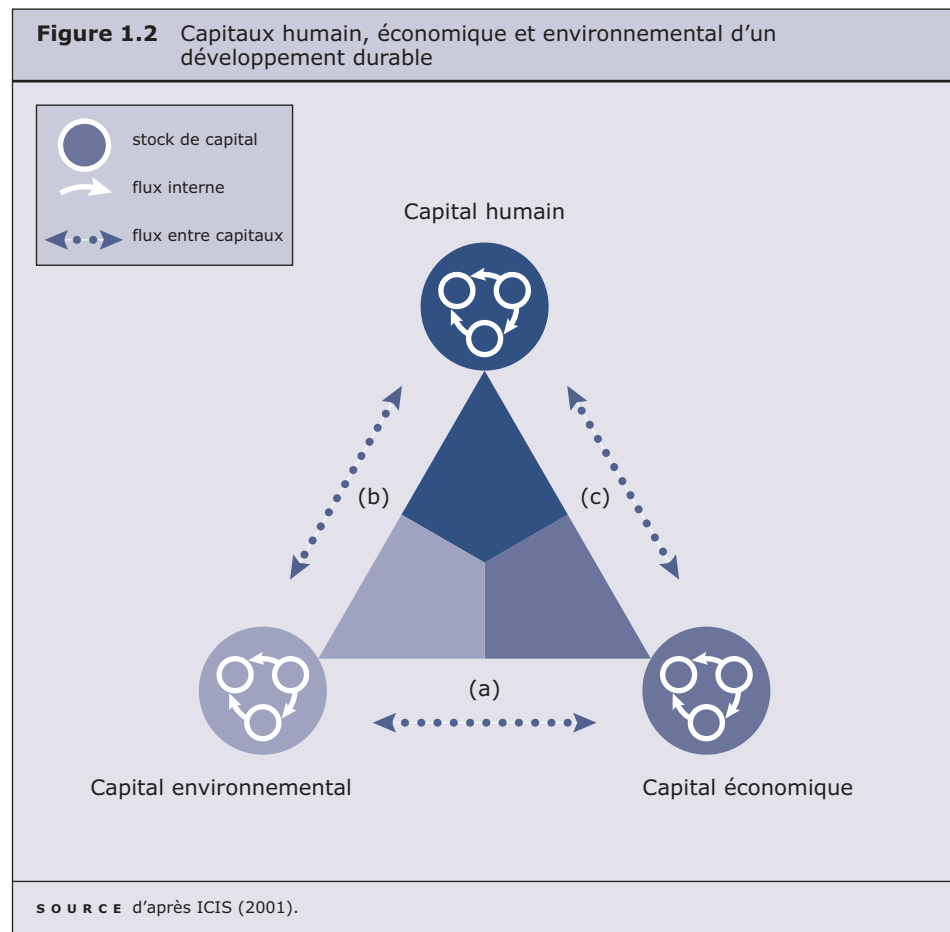 Figure 1.2 Capitaux humain, économique et environnemental d'un
développement durable
stock de capital
flux interne
flux entre capitaux
Capital humain
(b)
(c)
(a)
Capital environnemental
Capital économique
SOURCE d'après ICIS (2001).